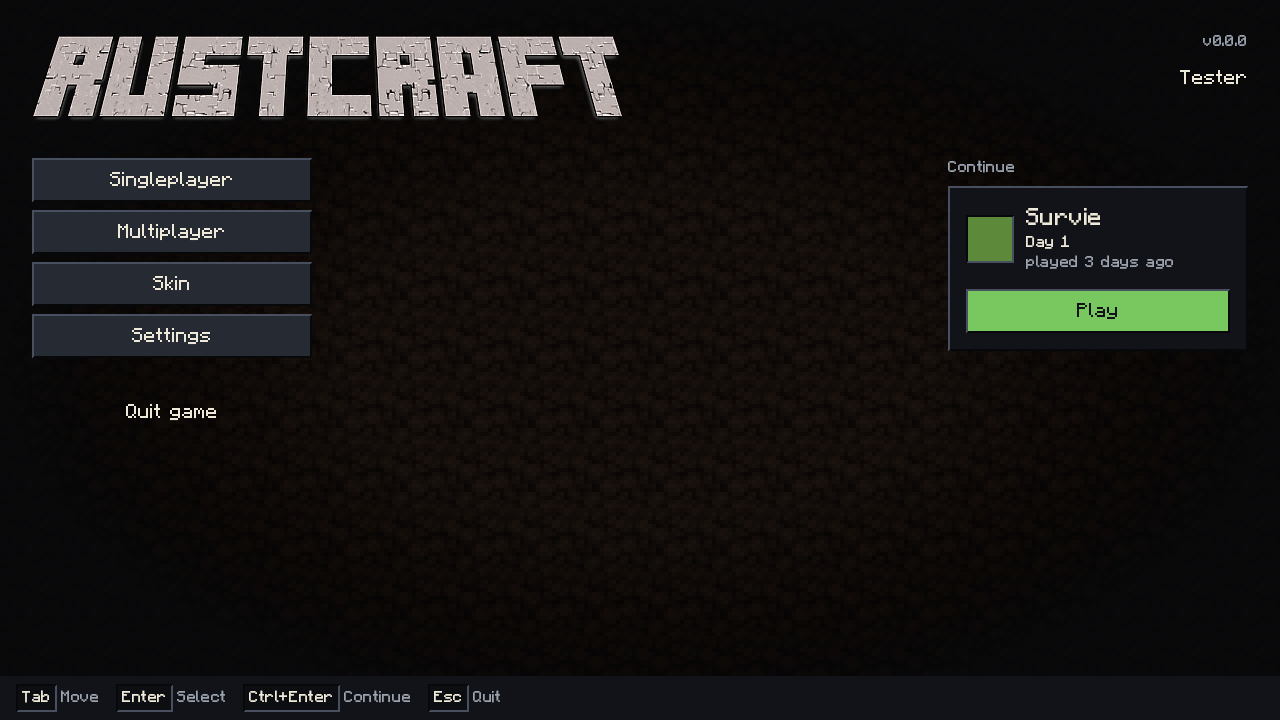 RUSTCRAFT
v0.0.0
Tester
Singleplayer
Multiplayer
Skin
Settings
Quit game
Continue
Survie
Day 1
played 3 days ago
Play
Tab Move Enter Select Ctrl+Enter Continue Esc Quit